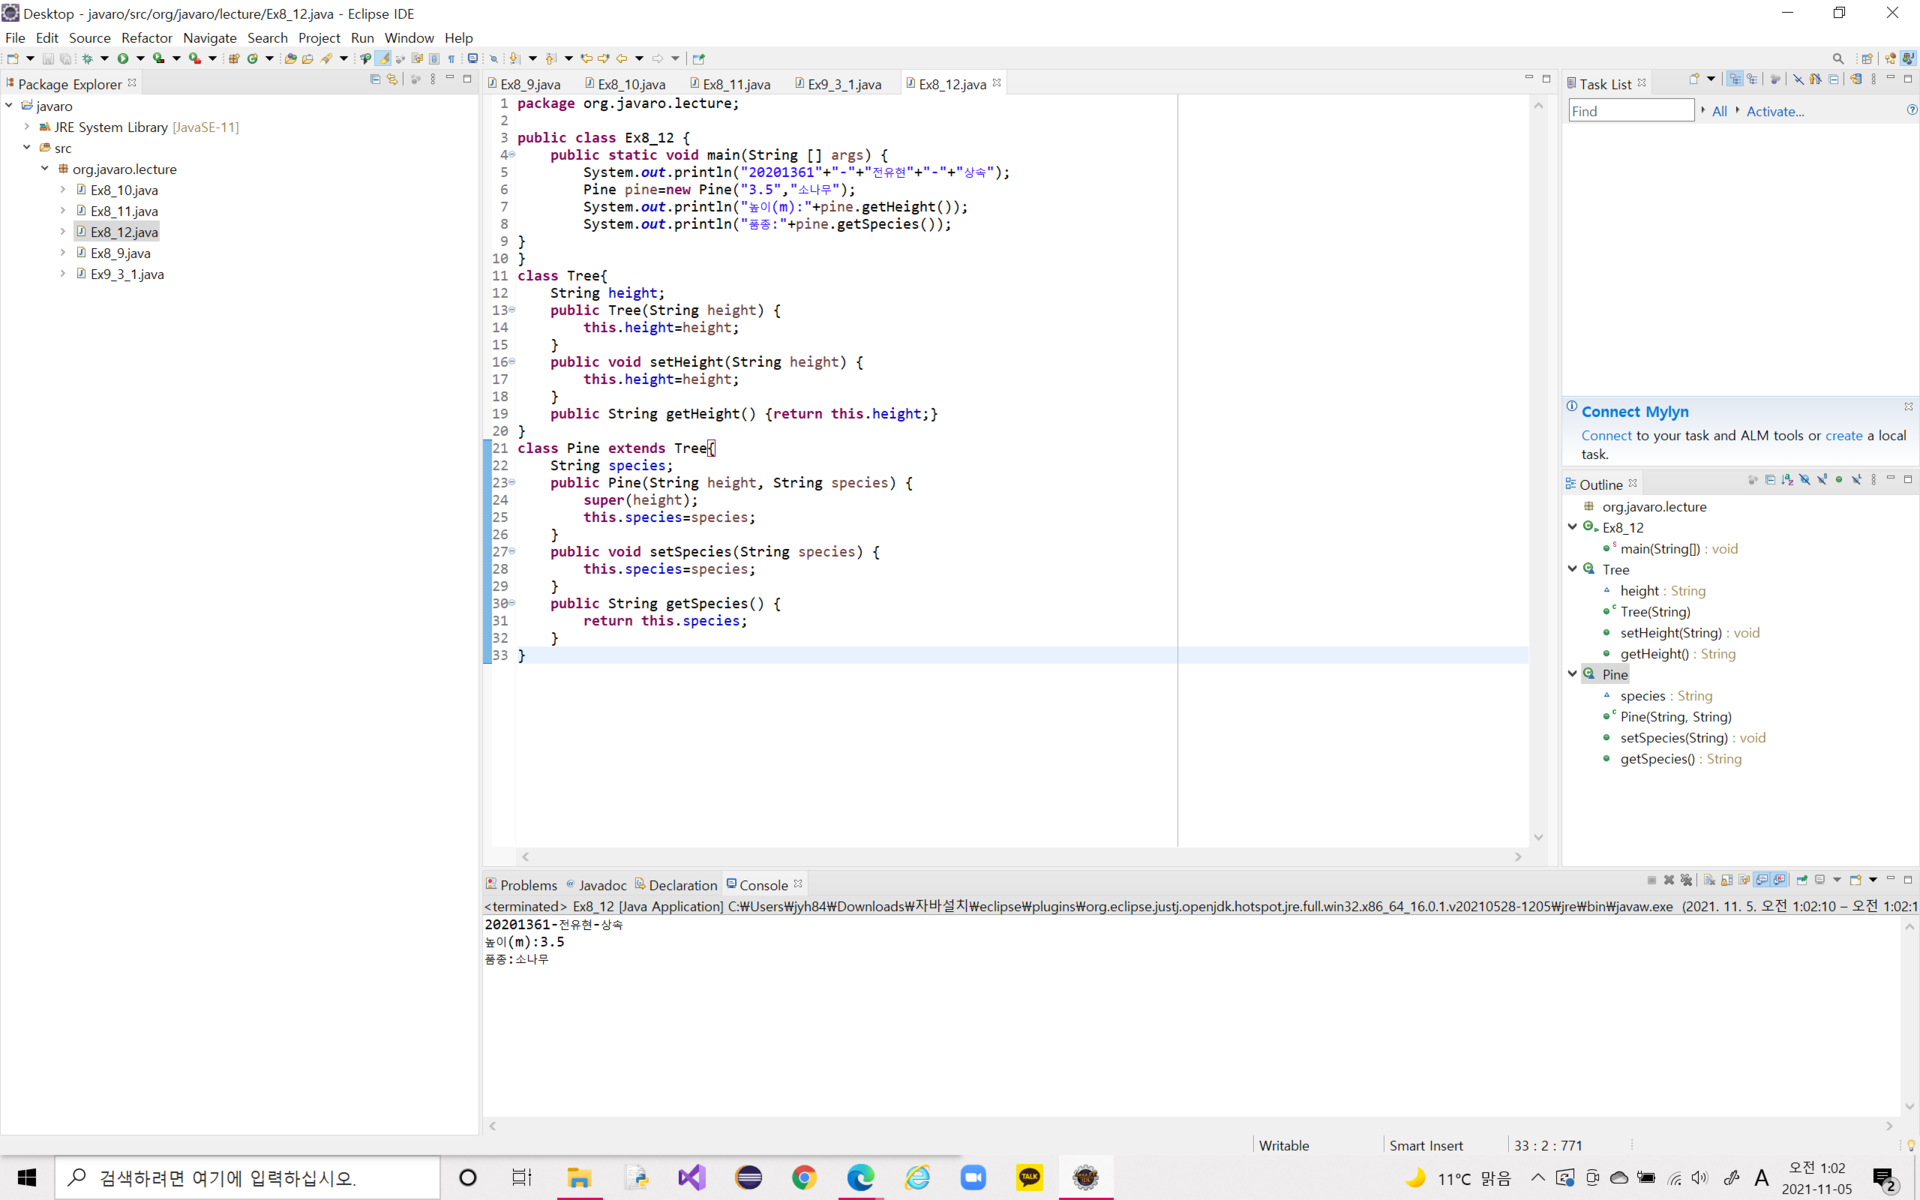 Desktop - javaro/src/org/javaro/lecture/Ex8_12.java - Eclipse IDE
File Edit Source Refactor Navigate Search Project Run Window Help
Package Explorer
javaro
JRE System Library [JavaSE-11]
src
org.javaro.lecture
Ex8_10.java
Ex8_11.java
Ex8_12.java
Ex8_9.java
Ex9_3_1.java
Ex8_9.java Ex8_10.java Ex8_11.java Ex9_3_1.java Ex8_12.java
1 package org.javaro.lecture;
2
3 public class Ex8_12 {
4 public static void main(String [] args) {
5 System.out.println("20201361"+"-"+"전유현"+"-"+"상속");
6 Pine pine=new Pine("3.5","소나무");
7 System.out.println("높이(m):"+pine.getHeight());
8 System.out.println("품종:"+pine.getSpecies());
9 }
10 }
11 class Tree{
12 String height;
13 public Tree(String height) {
14 this.height=height;
15 }
16 public void setHeight(String height) {
17 this.height=height;
18 }
19 public String getHeight() {return this.height;}
20 }
21 class Pine extends Tree{
22 String species;
23 public Pine(String height, String species) {
24 super(height);
25 this.species=species;
26 }
27 public void setSpecies(String species) {
28 this.species=species;
29 }
30 public String getSpecies() {
31 return this.species;
32 }
33 }
Task List
Find All Activate...
Connect Mylyn
Connect to your task and ALM tools or create a local
task.
Outline
org.javaro.lecture
Ex8_12
main(String[]) : void
Tree
height : String
Tree(String)
setHeight(String) : void
getHeight() : String
Pine
species : String
Pine(String, String)
setSpecies(String) : void
getSpecies() : String
Problems Javadoc Declaration Console
<terminated> Ex8_12 [Java Application] C:₩Users₩jyh84₩Downloads₩자바설치₩eclipse₩plugins₩org.eclipse.justj.openjdk.hotspot.jre.full.win32.x86_64_16.0.1.v20210528-1205₩jre₩bin₩javaw.exe (2021. 11. 5. 오전 1:02:10 – 오전 1:02:1
20201361-전유현-상속
높이(m):3.5
품종:소나무
Writable Smart Insert 33 : 2 : 771
검색하려면 여기에 입력하십시오.
TALK
11°C 맑음
A
오전 1:02
2021-11-05
2